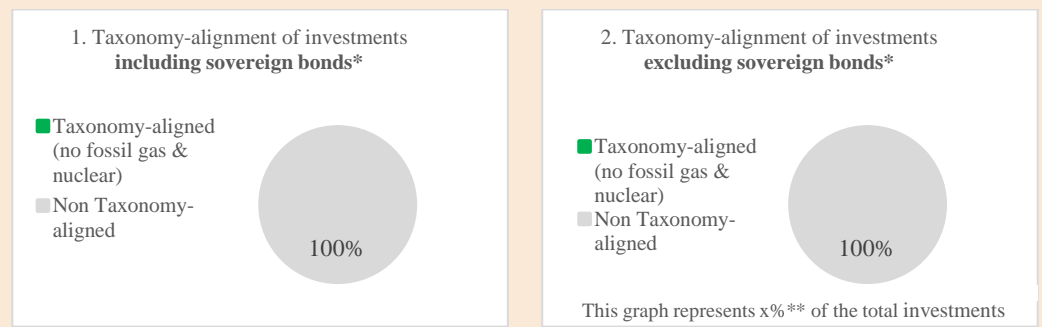 1. Taxonomy-alignment of investments
including sovereign bonds*
Taxonomy-aligned
(no fossil gas &
nuclear)
Non Taxonomy-
aligned
100%
2. Taxonomy-alignment of investments
excluding sovereign bonds*
Taxonomy-aligned
(no fossil gas &
nuclear)
Non Taxonomy-
aligned
100%
This graph represents x%** of the total investments